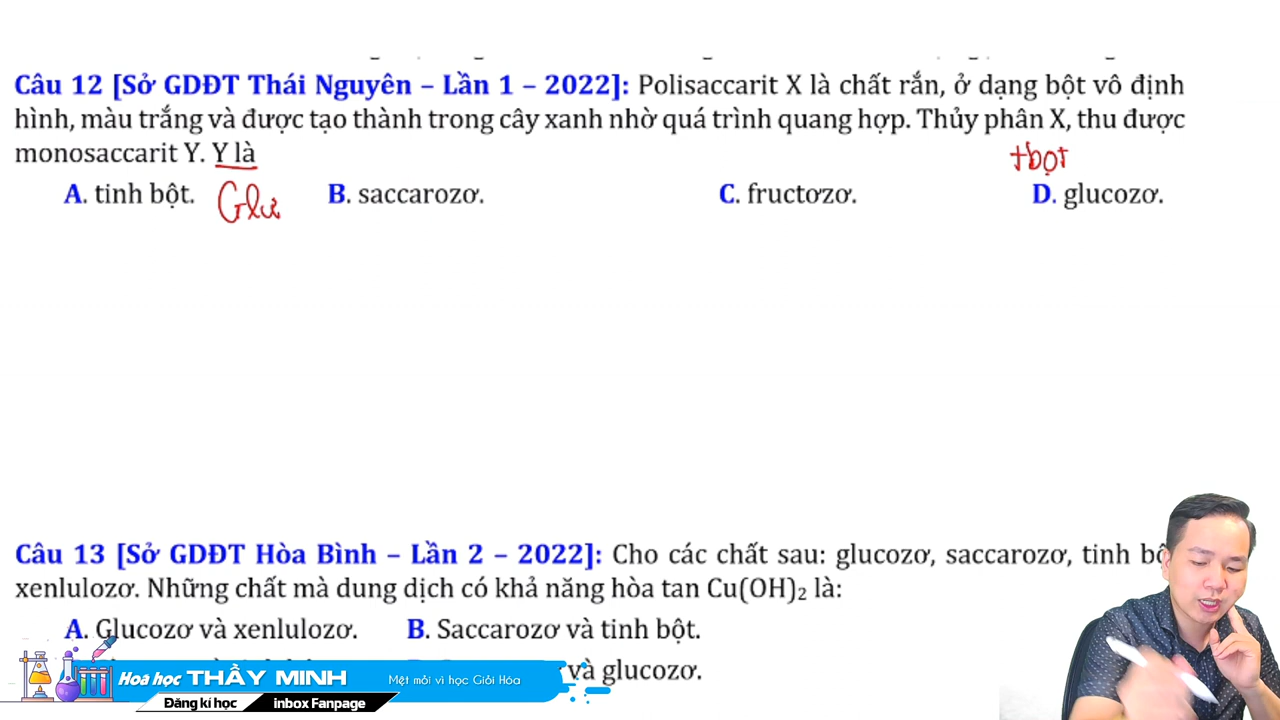 Câu 12 [Sở GDĐT Thái Nguyên – Lần 1 – 2022]: Polisaccarit X là chất rắn, ở dạng bột vô định
hình, màu trắng và được tạo thành trong cây xanh nhờ quá trình quang hợp. Thủy phân X, thu được
monosaccarit Y. Y là
tbột
A. tinh bột. Glu B. saccarozơ. C. fructozơ. D. glucozơ.
Câu 13 [Sở GDĐT Hòa Bình – Lần 2 – 2022]: Cho các chất sau: glucozơ, saccarozơ, tinh
xenlulozơ. Những chất mà dung dịch có khả năng hòa tan Cu(OH)₂ là:
A. Glucozơ và xenlulozơ. B. Saccarozơ và tinh bột.
và glucozơ.
Hoá học THẦY MINH Mệt mỏi vì học Giỏi Hóa
Đăng kí học inbox Fanpage